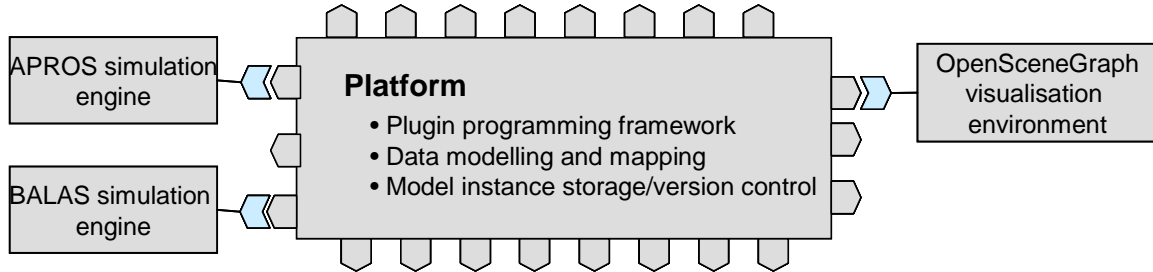 APROS simulation
engine
BALAS simulation
engine
Platform
• Plugin programming framework
• Data modelling and mapping
• Model instance storage/version control
OpenSceneGraph
visualisation
environment